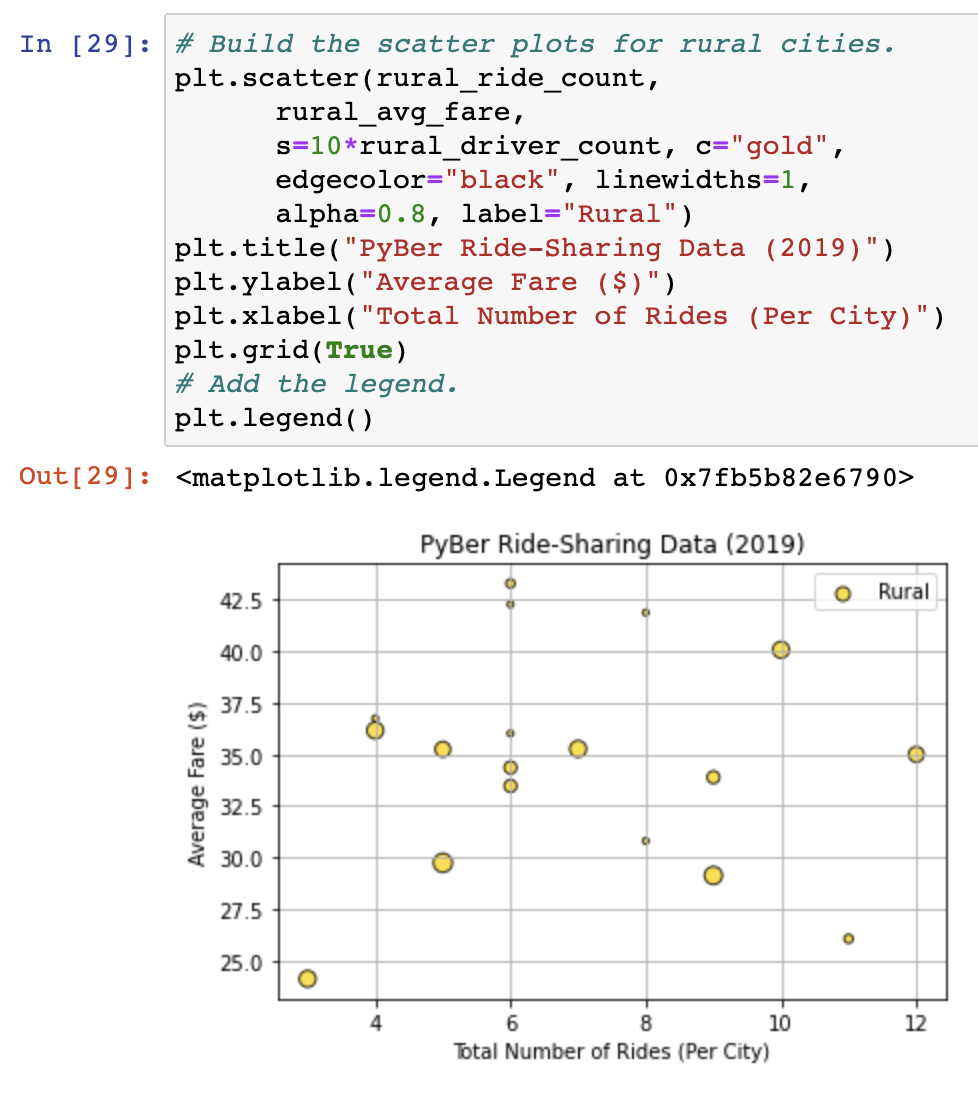 In [29]: # Build the scatter plots for rural cities.
plt.scatter(rural_ride_count,
      rural_avg_fare,
      s=10*rural_driver_count, c="gold",
      edgecolor="black", linewidths=1,
      alpha=0.8, label="Rural")
plt.title("PyBer Ride-Sharing Data (2019)")
plt.ylabel("Average Fare ($)")
plt.xlabel("Total Number of Rides (Per City)")
plt.grid(True)
# Add the legend.
plt.legend()
Out[29]: <matplotlib.legend.Legend at 0x7fb5b82e6790>
PyBer Ride-Sharing Data (2019)
Rural
Average Fare ($)
42.5
40.0
37.5
35.0
32.5
30.0
27.5
25.0
4 6 8 10 12
Total Number of Rides (Per City)